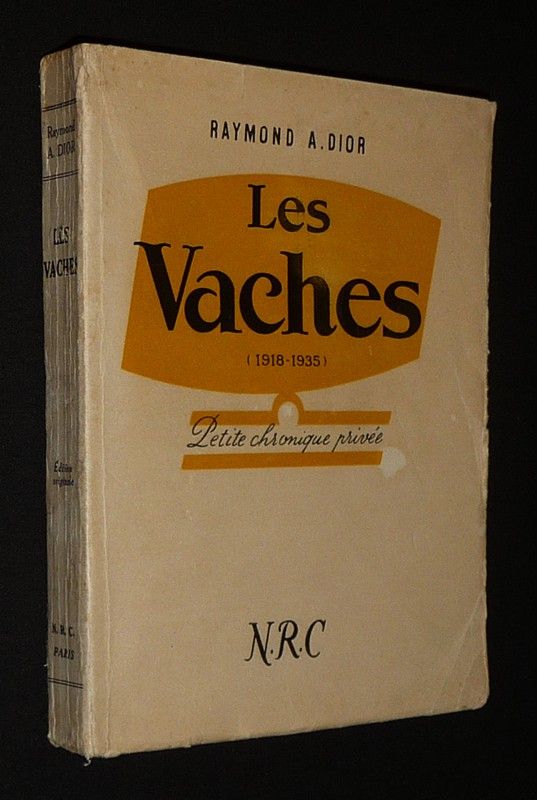 Raymond
A. DIOR
LES
VACHES
Édition
originale
N. R. C.
PARIS
RAYMOND A. DIOR
Les
Vaches
(1918-1935)
Petite chronique privée
N.R.C